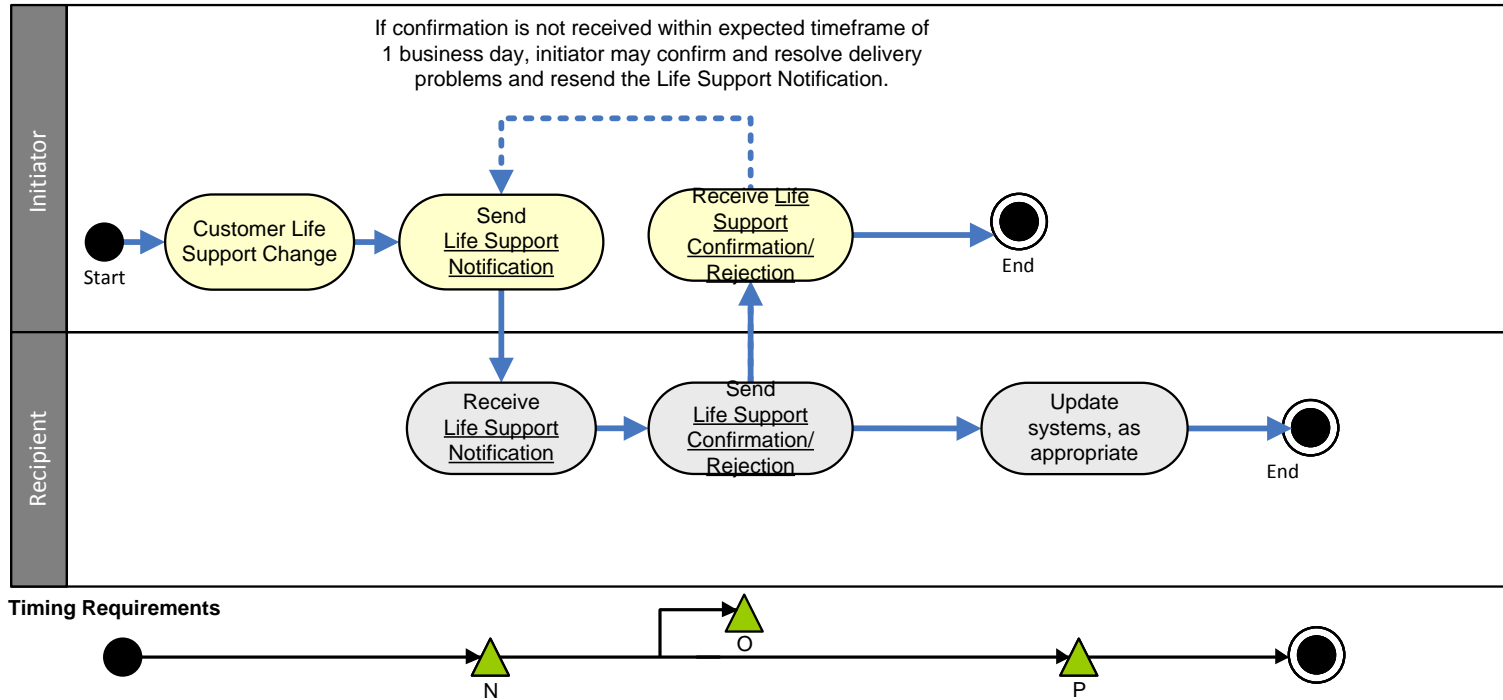 If confirmation is not received within expected timeframe of
1 business day, initiator may confirm and resolve delivery
problems and resend the Life Support Notification.
Initiator
Start
Customer Life
Support Change
Send
Life Support
Notification
Receive Life
Support
Confirmation/
Rejection
End
Recipient
Receive
Life Support
Notification
Send
Life Support
Confirmation/
Rejection
Update
systems, as
appropriate
End
Timing Requirements
N
O
P